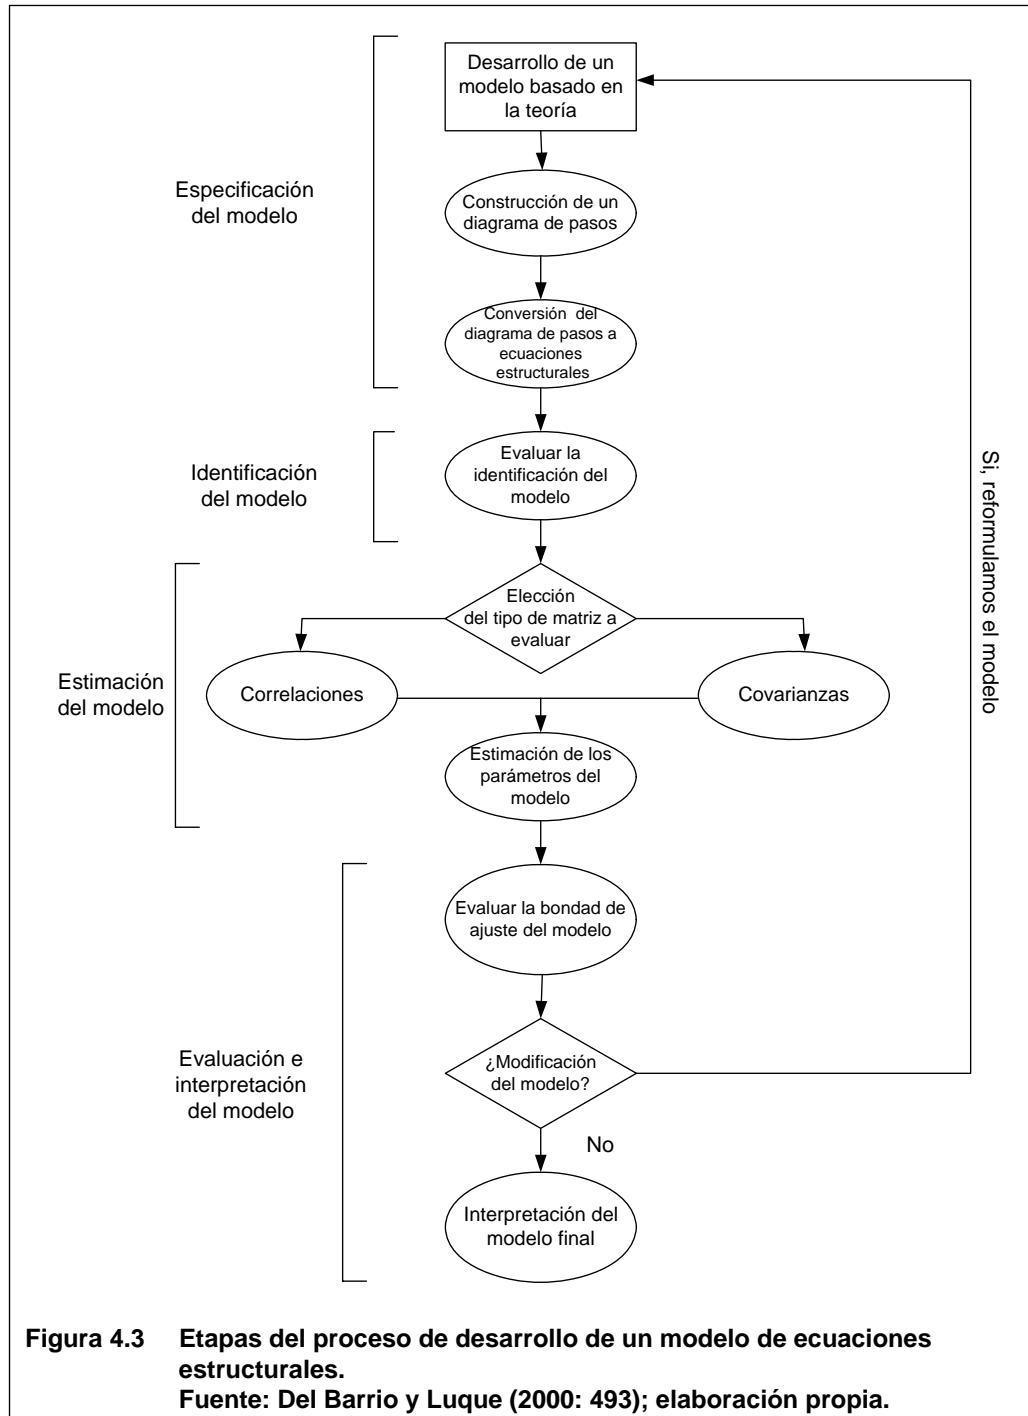 Desarrollo de un
modelo basado en
la teoría
Especificación
del modelo
Construcción de un
diagrama de pasos
Conversión del
diagrama de pasos a
ecuaciones
estructurales
Identificación
del modelo
Evaluar la
identificación del
modelo
Si, reformulamos el modelo
Elección
del tipo de matriz a
evaluar
Estimación
del modelo
Correlaciones
Covarianzas
Estimación de los
parámetros del
modelo
Evaluar la bondad de
ajuste del modelo
Evaluación e
interpretación
del modelo
¿Modificación
del modelo?
No
Interpretación del
modelo final
Figura 4.3 Etapas del proceso de desarrollo de un modelo de ecuaciones
estructurales.
Fuente: Del Barrio y Luque (2000: 493); elaboración propia.